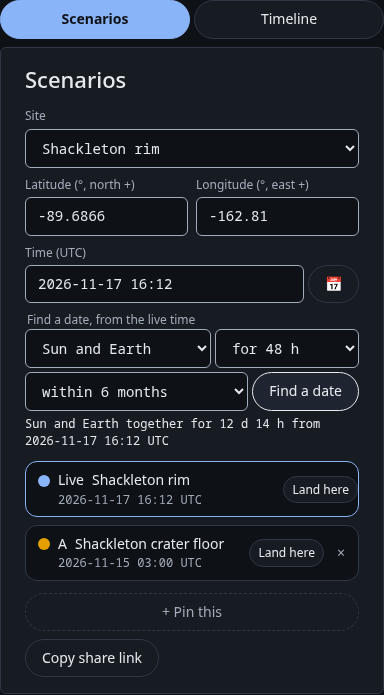 Scenarios
Timeline
Scenarios
Site
Shackleton rim
Latitude (°, north +)
Longitude (°, east +)
-89.6866
-162.81
Time (UTC)
2026-11-17 16:12
Find a date, from the live time
Sun and Earth
for 48 h
within 6 months
Find a date
Sun and Earth together for 12 d 14 h from
2026-11-17 16:12 UTC
Live Shackleton rim
2026-11-17 16:12 UTC
Land here
A Shackleton crater floor
2026-11-15 03:00 UTC
Land here
×
+ Pin this
Copy share link